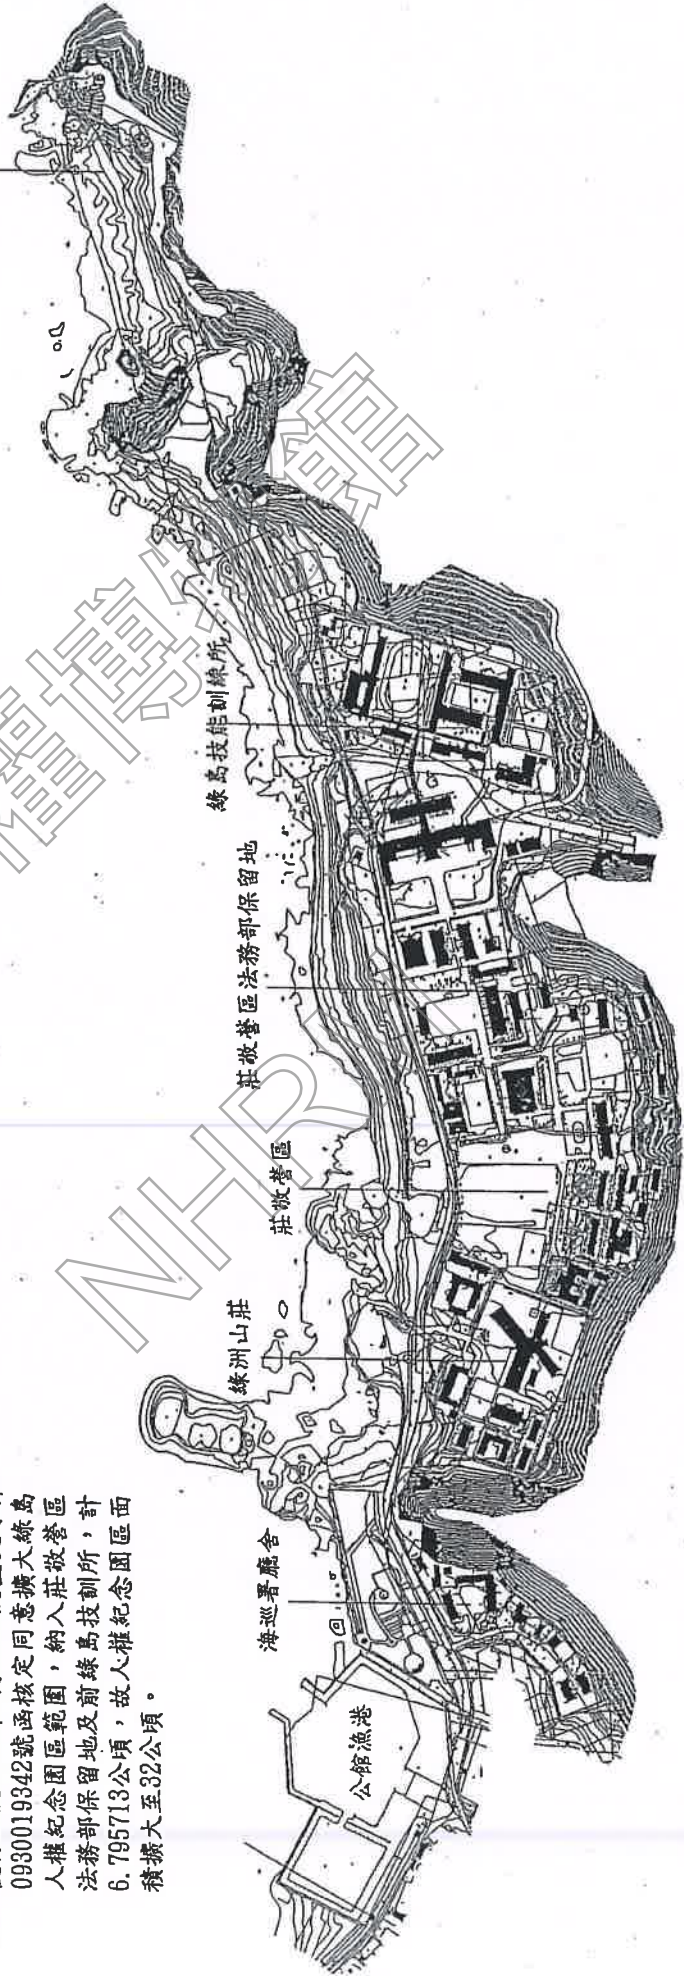 0930019342號函核定同意擴大綠島
人權紀念園區範圍，納入莊敬營區
法務部保留地及前綠島技訓所，計
6.795713公頃，故人權紀念園區面
積擴大至32公頃。
公館漁港
海巡署廳舍
綠洲山莊
莊敬營區
莊敬營區法務部保留地
綠島技能訓練所
NHRM
權博物館